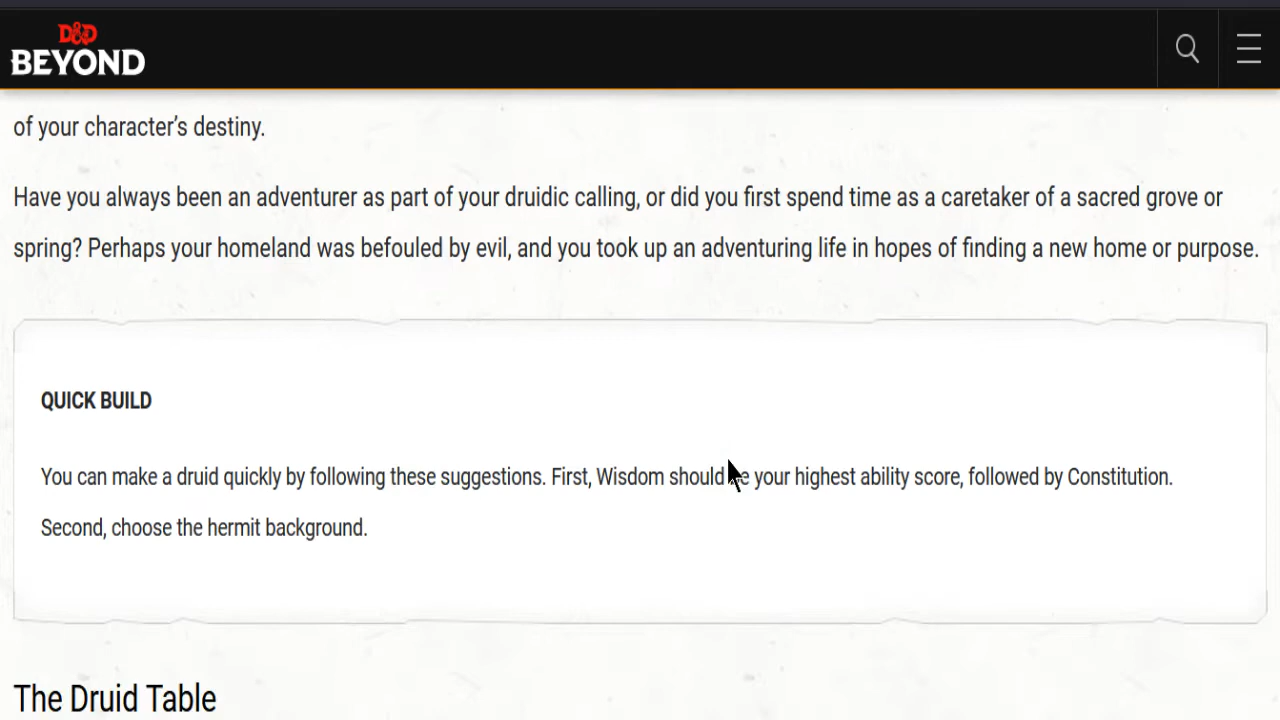 D&D
BEYOND
of your character’s destiny.
Have you always been an adventurer as part of your druidic calling, or did you first spend time as a caretaker of a sacred grove or
spring? Perhaps your homeland was befouled by evil, and you took up an adventuring life in hopes of finding a new home or purpose.
QUICK BUILD
You can make a druid quickly by following these suggestions. First, Wisdom should be your highest ability score, followed by Constitution.
Second, choose the hermit background.
The Druid Table